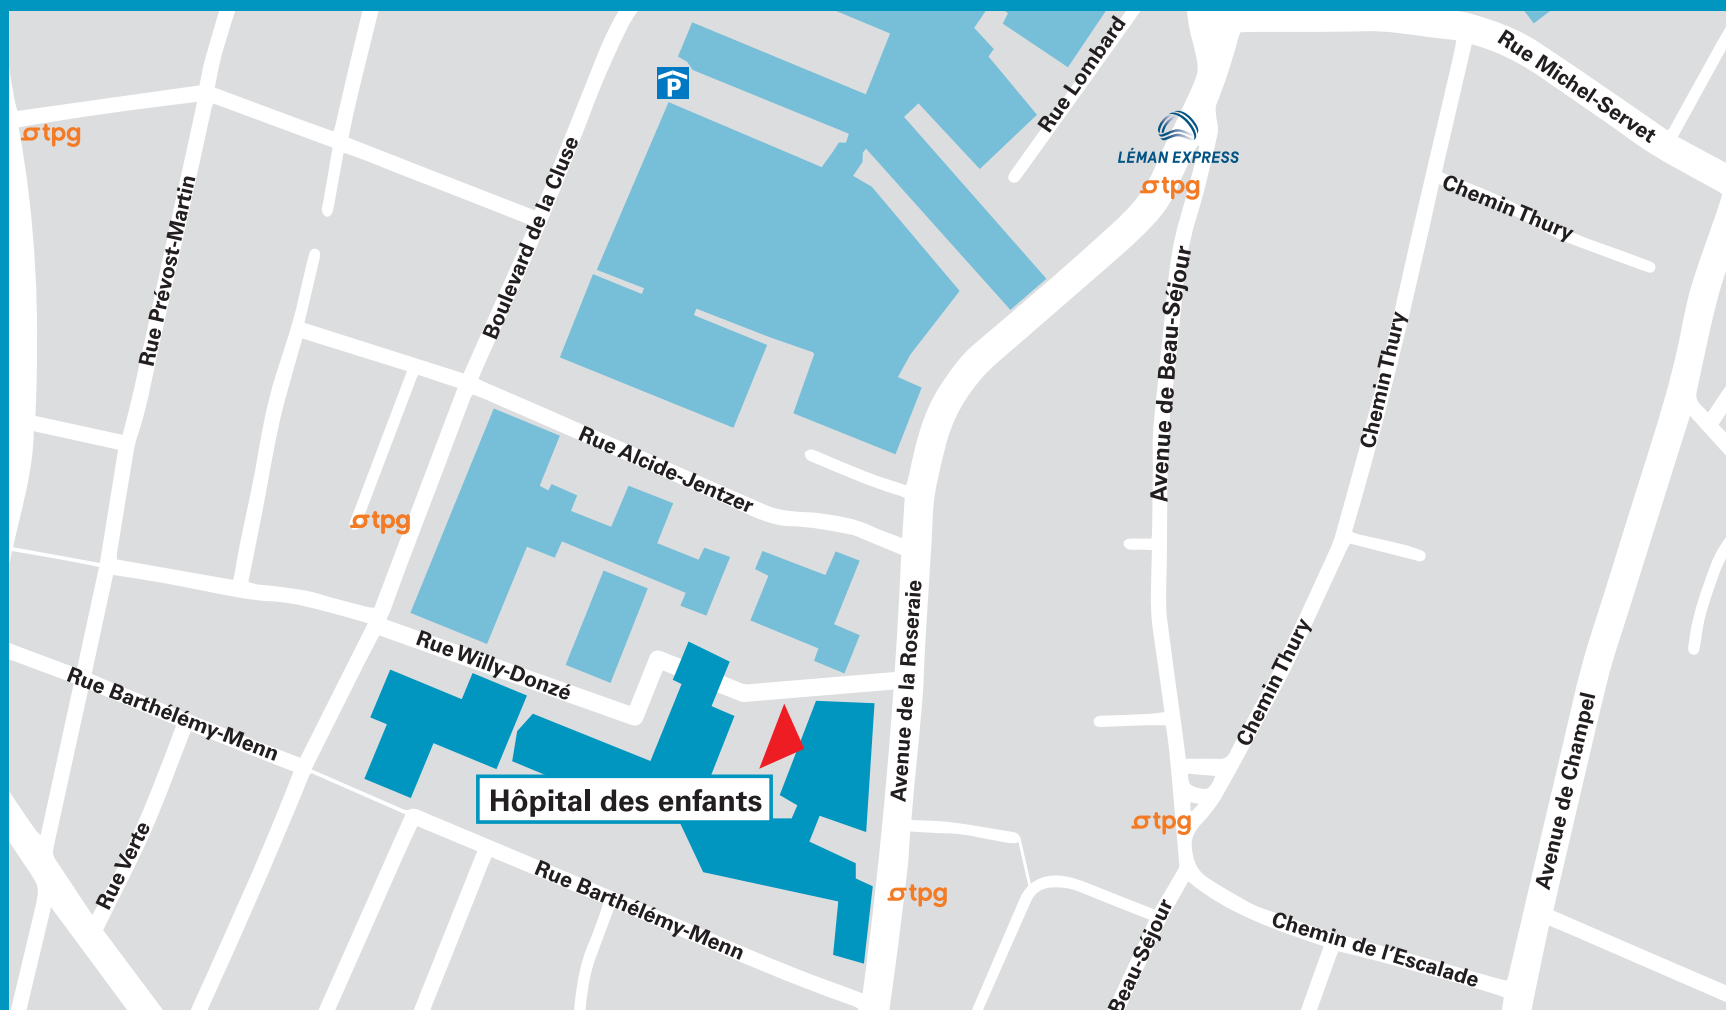 Rue Michel-Servet
Rue Lombard
P
tpg
LÉMAN EXPRESS
tpg
Chemin Thury
Boulevard de la Cluse
Rue Prévost-Martin
Avenue de Beau-Séjour
Chemin Thury
Rue Alcide-Jentzer
tpg
Avenue de la Roseraie
Rue Willy-Donzé
Chemin Thury
Rue Barthélémy-Menn
Avenue de Champel
Hôpital des enfants
tpg
Rue Verte
tpg
Rue Barthélémy-Menn
Beau-Séjour
Chemin de l'Escalade